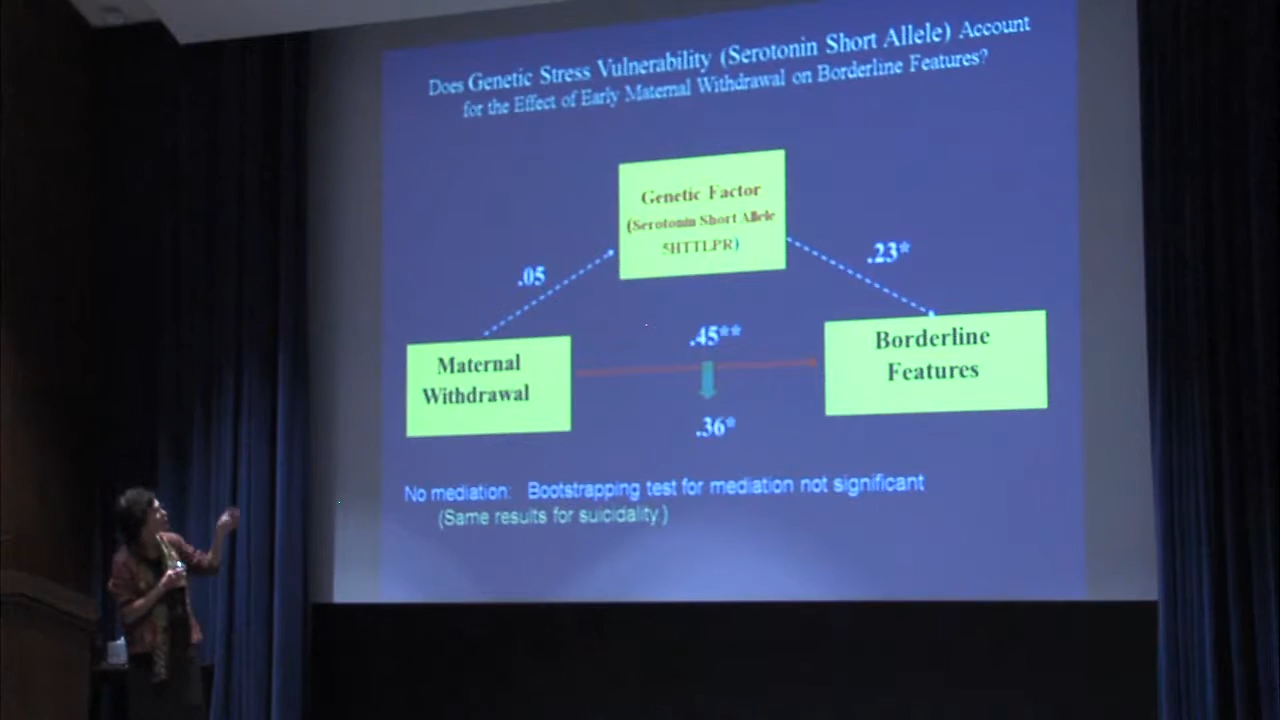 Does Genetic Stress Vulnerability (Serotonin Short Allele) Account
for the Effect of Early Maternal Withdrawal on Borderline Features?
Genetic Factor
(Serotonin Short Allele
5HTTLPR)
.05
.23*
.45**
Maternal
Withdrawal
Borderline
Features
.36*
No mediation: Bootstrapping test for mediation not significant
(Same results for suicidality.)